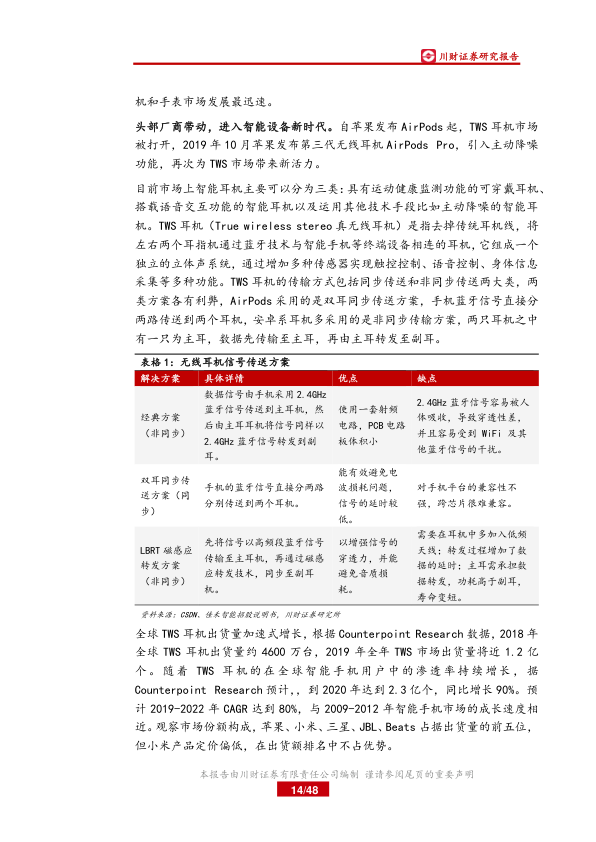 川财证券研究报告
机和手表市场发展最迅速。
头部厂商带动，进入智能设备新时代。自苹果发布 AirPods 起，TWS 耳机市场
被打开，2019 年 10 月苹果发布第三代无线耳机 AirPods Pro，引入主动降噪
功能，再次为 TWS 市场带来新活力。
目前市场上智能耳机主要可以分为三类：具有运动健康监测功能的可穿戴耳机、
搭载语音交互功能的智能耳机以及运用其他技术手段比如主动降噪的智能耳
机。TWS 耳机（True wireless stereo 真无线耳机）是指去掉传统耳机线，将
左右两个耳指机通过蓝牙技术与智能手机等终端设备相连的耳机，它组成一个
独立的立体声系统，通过增加多种传感器实现触控控制、语音控制、身体信息
采集等多种功能。TWS 耳机的传输方式包括同步传送和非同步传送两大类，两
类方案各有利弊，AirPods 采用的是双耳同步传送方案，手机蓝牙信号直接分
两路传送到两个耳机，安卓系耳机多采用的是非同步传输方案，两只耳机之中
有一只为主耳，数据先传输至主耳，再由主耳转发至副耳。
表格 1：无线耳机信号传送方案
解决方案 具体详情 优点 缺点
经典方案
（非同步）
数据信号由手机采用 2.4GHz
蓝牙信号传送到主耳机，然
后由主耳耳机将信号同样以
2.4GHz 蓝牙信号转发到副
耳。
使用一套射频
电路，PCB 电路
板体积小
2.4GHz 蓝牙信号容易被人
体吸收，导致穿透性差，
并且容易受到 WiFi 及其
他蓝牙信号的干扰。
双耳同步传
送方案（同
步）
手机的蓝牙信号直接分两路
分别传送到两个耳机。
能有效避免电
波损耗问题，
信号的延时较
低。
对手机平台的兼容性不
强，跨芯片很难兼容。
LBRT 磁感应
转发方案
（非同步）
先将信号以高频段蓝牙信号
传输至主耳机，再通过磁感
应转发技术，同步至副耳
机。
以增强信号的
穿透力，并能
避免音质损
耗。
需要在耳机中多加入低频
天线；转发过程增加了数
据的延时；主耳需承担数
据转发，功耗高于副耳，
寿命变短。
资料来源：CSDN、佳禾智能招股说明书，川财证券研究所
全球 TWS 耳机出货量加速式增长，根据 Counterpoint Research 数据，2018 年
全球 TWS 耳机出货量约 4600 万台，2019 年全年 TWS 市场出货量将近 1.2 亿
个。随着 TWS 耳机的在全球智能手机用户中的渗透率持续增长，据
Counterpoint Research 预计，，到 2020 年达到 2.3 亿个，同比增长 90%。预
计 2019-2022 年 CAGR 达到 80%，与 2009-2012 年智能手机市场的成长速度相
近。观察市场份额构成，苹果、小米、三星、JBL、Beats 占据出货量的前五位，
但小米产品定价偏低，在出货额排名中不占优势。
本报告由川财证券有限责任公司编制 谨请参阅尾页的重要声明
14/48